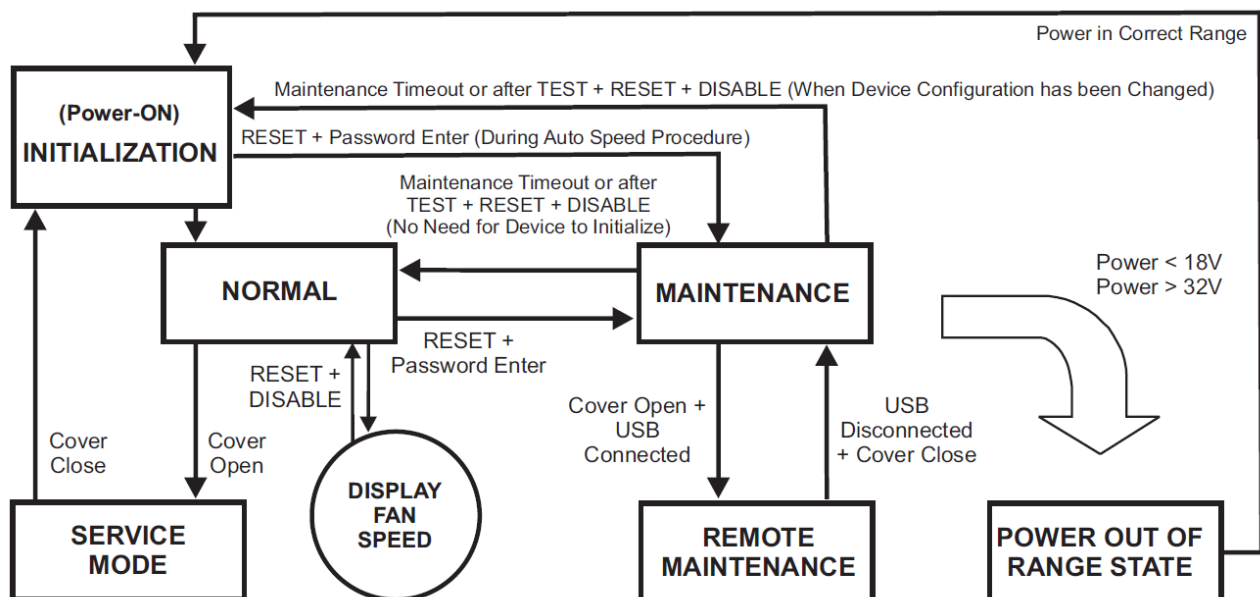 Power in Correct Range
Maintenance Timeout or after TEST + RESET + DISABLE (When Device Configuration has been Changed)
(Power-ON)
INITIALIZATION
RESET + Password Enter (During Auto Speed Procedure)
Maintenance Timeout or after
TEST + RESET + DISABLE
(No Need for Device to Initialize)
NORMAL
MAINTENANCE
Power < 18V
Power > 32V
RESET +
Password Enter
RESET +
DISABLE
Cover
Close
Cover
Open
Cover Open +
USB
Connected
USB
Disconnected
+ Cover Close
DISPLAY
FAN
SPEED
SERVICE
MODE
REMOTE
MAINTENANCE
POWER OUT OF
RANGE STATE